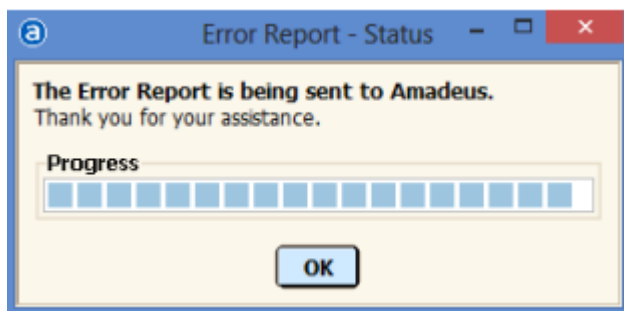 a
Error Report - Status
The Error Report is being sent to Amadeus.
Thank you for your assistance.
Progress
OK